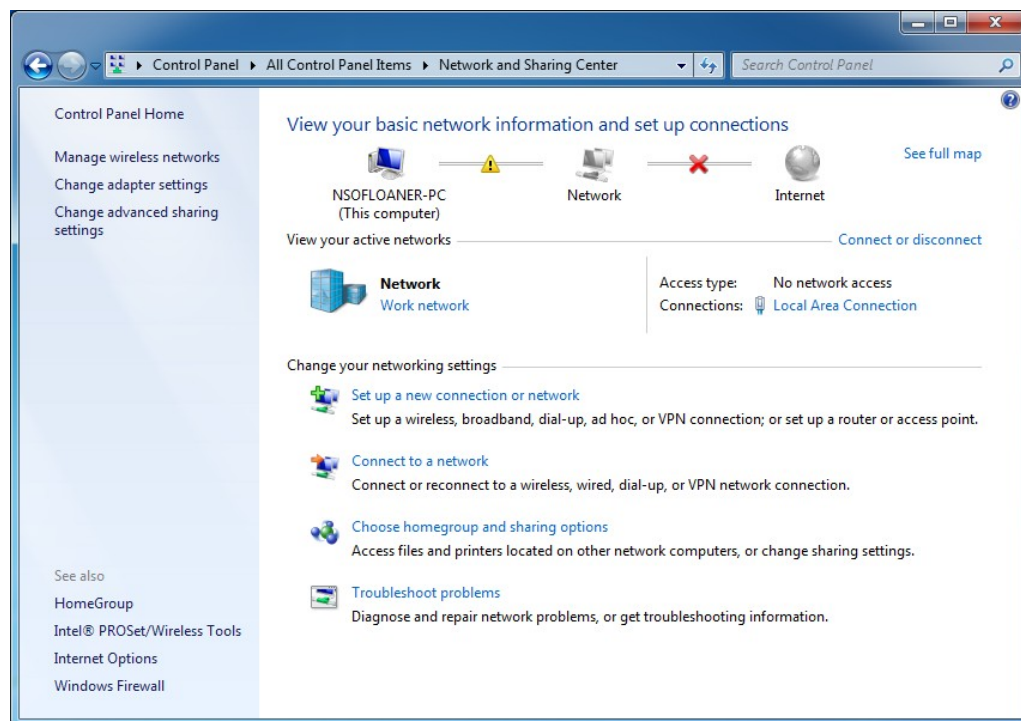 Control Panel All Control Panel Items Network and Sharing Center
Search Control Panel
Control Panel Home
Manage wireless networks
Change adapter settings
Change advanced sharing
settings
See also
HomeGroup
Intel® PROSet/Wireless Tools
Internet Options
Windows Firewall
View your basic network information and set up connections
NSOFLOANER-PC
(This computer)
Network
Internet
See full map
View your active networks
Connect or disconnect
Network
Work network
Access type: No network access
Connections: Local Area Connection
Change your networking settings
Set up a new connection or network
Set up a wireless, broadband, dial-up, ad hoc, or VPN connection; or set up a router or access point.
Connect to a network
Connect or reconnect to a wireless, wired, dial-up, or VPN network connection.
Choose homegroup and sharing options
Access files and printers located on other network computers, or change sharing settings.
Troubleshoot problems
Diagnose and repair network problems, or get troubleshooting information.